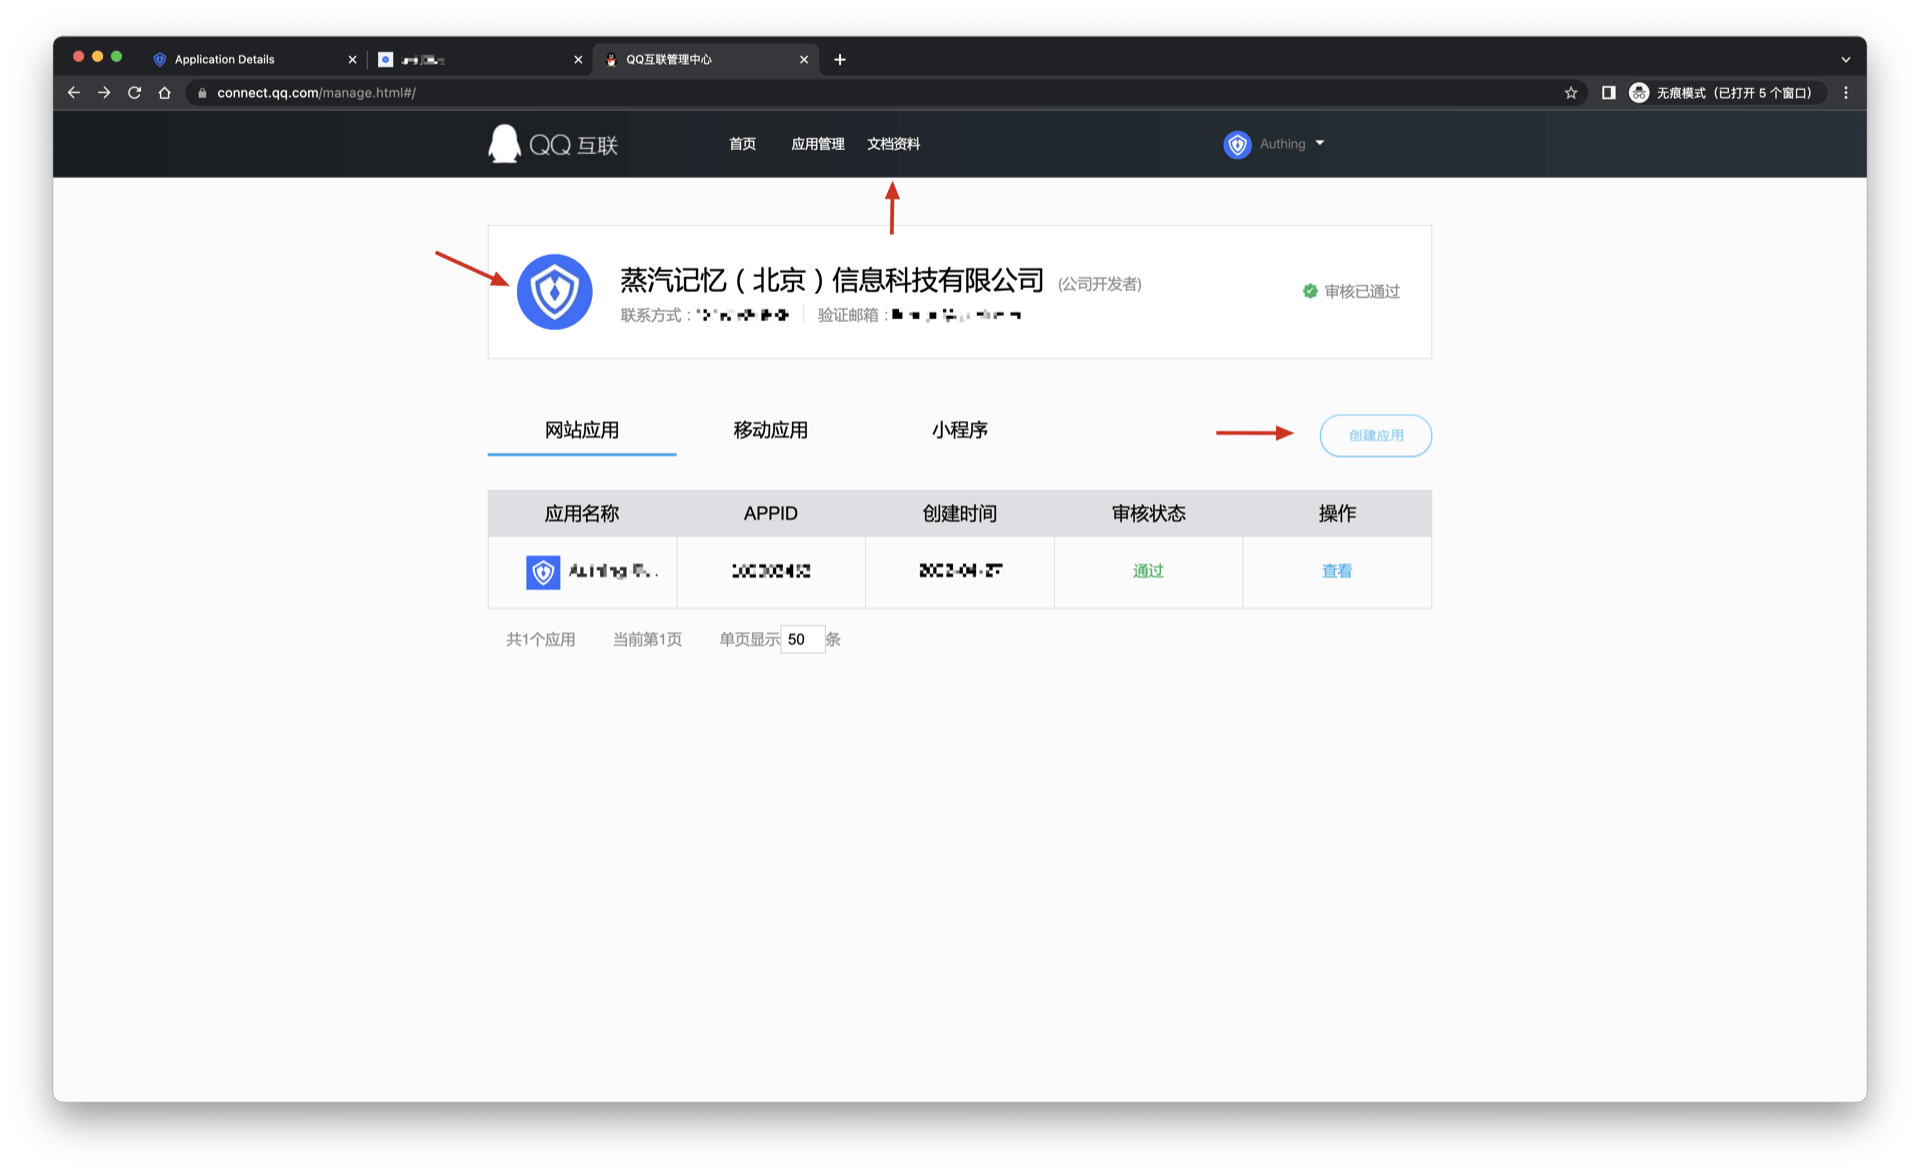 Application Details
QQ互联管理中心
connect.qq.com/manage.html#/
无痕模式（已打开 5 个窗口）
QQ 互联
首页
应用管理
文档资料
Authing
蒸汽记忆（北京）信息科技有限公司 (公司开发者)
联系方式：
验证邮箱：
审核已通过
网站应用
移动应用
小程序
创建应用
应用名称 APPID 创建时间 审核状态 操作
通过 查看
共1个应用 当前第1页 单页显示 50 条